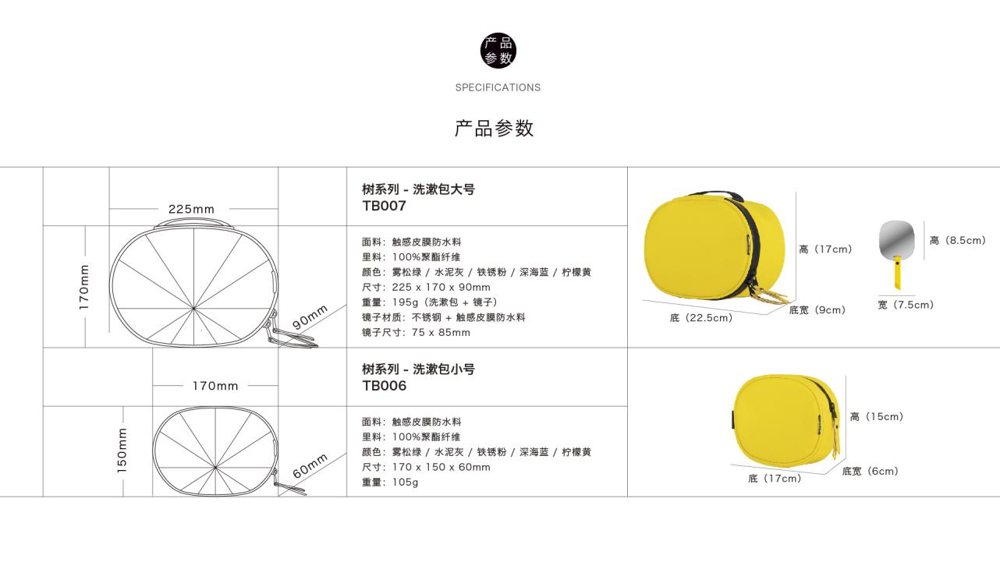 产品
参数
SPECIFICATIONS
产品参数
225mm
170mm
90mm
树系列 - 洗漱包大号
TB007
面料：触感皮膜防水料
里料：100%聚酯纤维
颜色：雾松绿 / 水泥灰 / 铁锈粉 / 深海蓝 / 柠檬黄
尺寸：225 x 170 x 90mm
重量：195g（洗漱包 + 镜子）
镜子材质：不锈钢 + 触感皮膜防水料
镜子尺寸：75 x 85mm
高（17cm）
底宽（9cm）
底（22.5cm）
高（8.5cm）
宽（7.5cm）
170mm
150mm
60mm
树系列 - 洗漱包小号
TB006
面料：触感皮膜防水料
里料：100%聚酯纤维
颜色：雾松绿 / 水泥灰 / 铁锈粉 / 深海蓝 / 柠檬黄
尺寸：170 x 150 x 60mm
重量：105g
高（15cm）
底宽（6cm）
底（17cm）